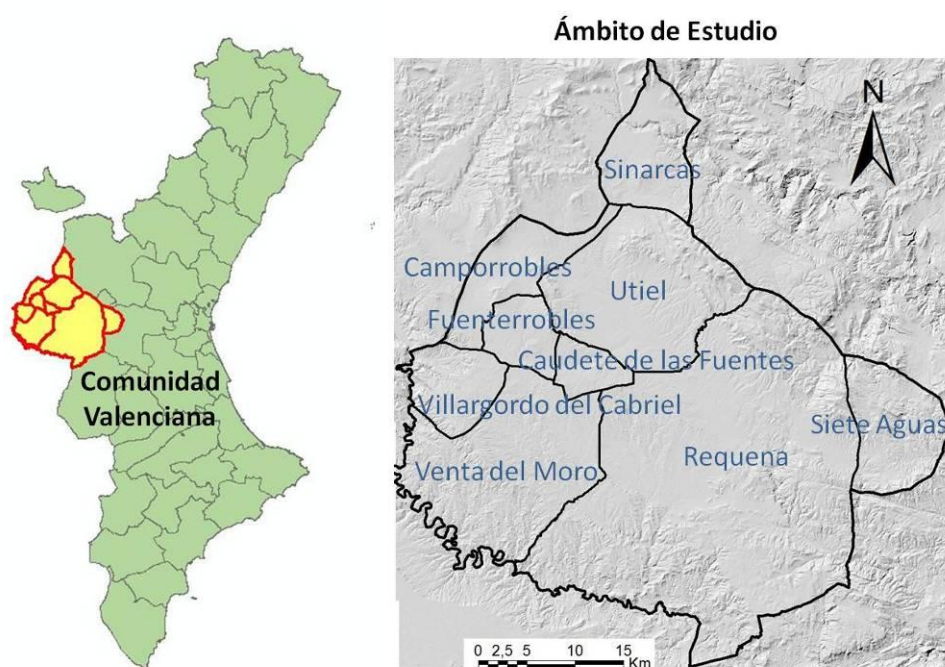 Ámbito de Estudio
N
Sinarcas
Camporrobles
Utiel
Fuenterrobles
Caudete de las Fuentes
Comunidad
Valenciana
Villargordo del Cabriel
Siete Aguas
Requena
Venta del Moro
0 2,5 5 10 15
Km